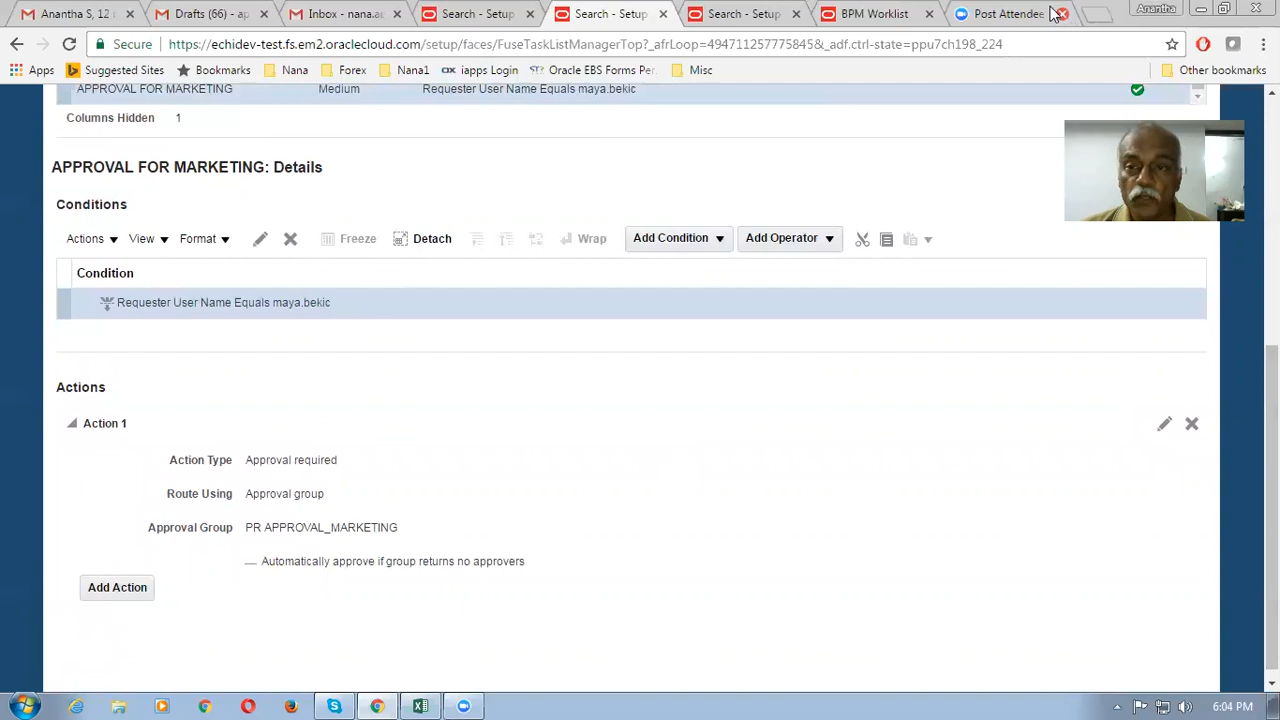 Anantha S, 12
Drafts (66) - ap
Inbox - nana.ac
Search - Setup
Search - Setup
Search - Setup
BPM Worklist
Post Attendee
Anantha
Secure
https://echidev-test.fs.em2.oraclecloud.com/setup/faces/FuseTaskListManagerTop?_afrLoop=4947112577775845&_adf.ctrl-state=ppu7ch198_224
Apps
Suggested Sites
Bookmarks
Nana
Forex
Nana1
iapps Login
Oracle EBS Forms Per
Misc
Other bookmarks
APPROVAL FOR MARKETING Medium Requester User Name Equals maya.bekic
Columns Hidden 1
APPROVAL FOR MARKETING: Details
Conditions
Actions View Format Freeze Detach Wrap Add Condition Add Operator
Condition
Requester User Name Equals maya.bekic
Actions
Action 1
Action Type Approval required
Route Using Approval group
Approval Group PR APPROVAL_MARKETING
Automatically approve if group returns no approvers
Add Action
6:04 PM